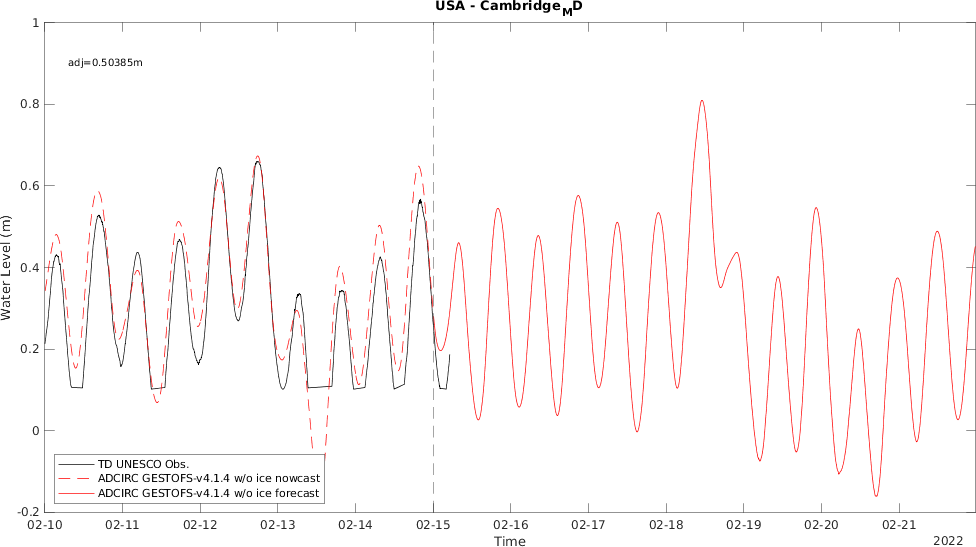 USA - Cambridge_MD
adj=0.50385m
1
0.8
0.6
0.4
0.2
0
-0.2
Water Level (m)
TD UNESCO Obs.
ADCIRC GESTOFS-v4.1.4 w/o ice nowcast
ADCIRC GESTOFS-v4.1.4 w/o ice forecast
02-10 02-11 02-12 02-13 02-14 02-15 02-16 02-17 02-18 02-19 02-20 02-21
Time
2022